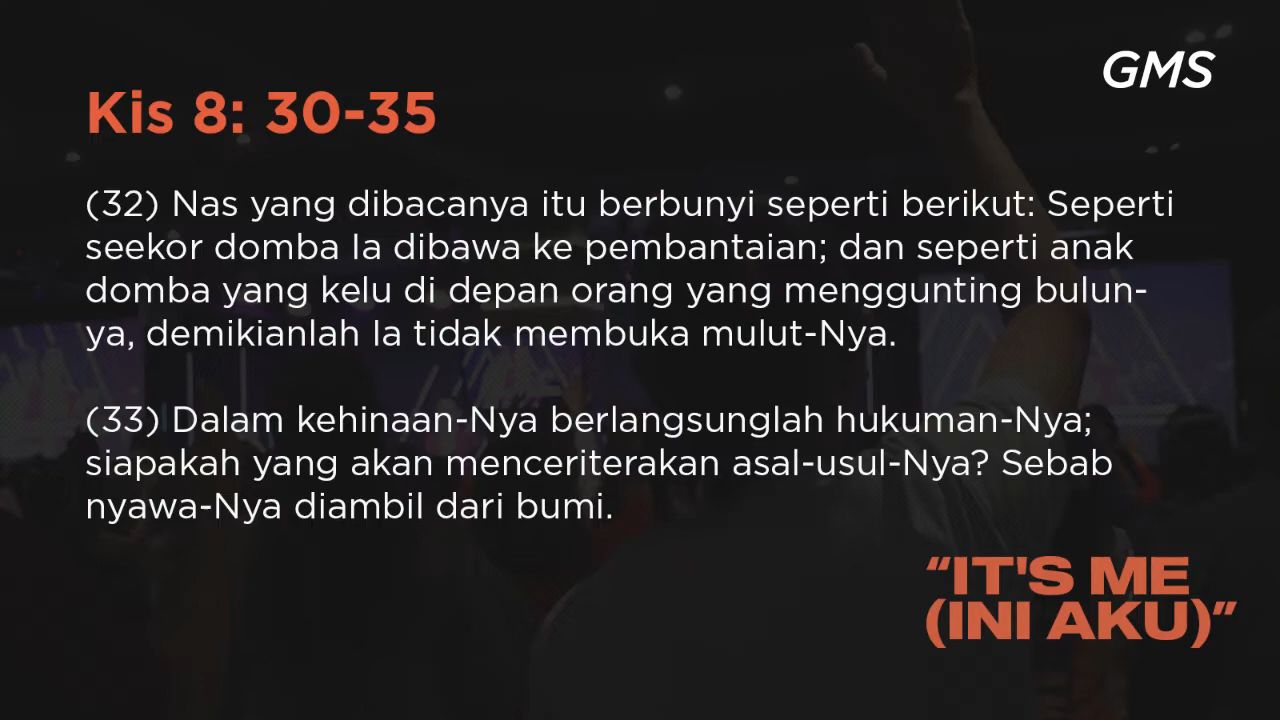 GMS
Kis 8: 30-35
(32) Nas yang dibacanya itu berbunyi seperti berikut: Seperti
seekor domba Ia dibawa ke pembantaian; dan seperti anak
domba yang kelu di depan orang yang menggunting bulun-
ya, demikianlah Ia tidak membuka mulut-Nya.
(33) Dalam kehinaan-Nya berlangsunglah hukuman-Nya;
siapakah yang akan menceriterakan asal-usul-Nya? Sebab
nyawa-Nya diambil dari bumi.
“IT'S ME
(INI AKU)”